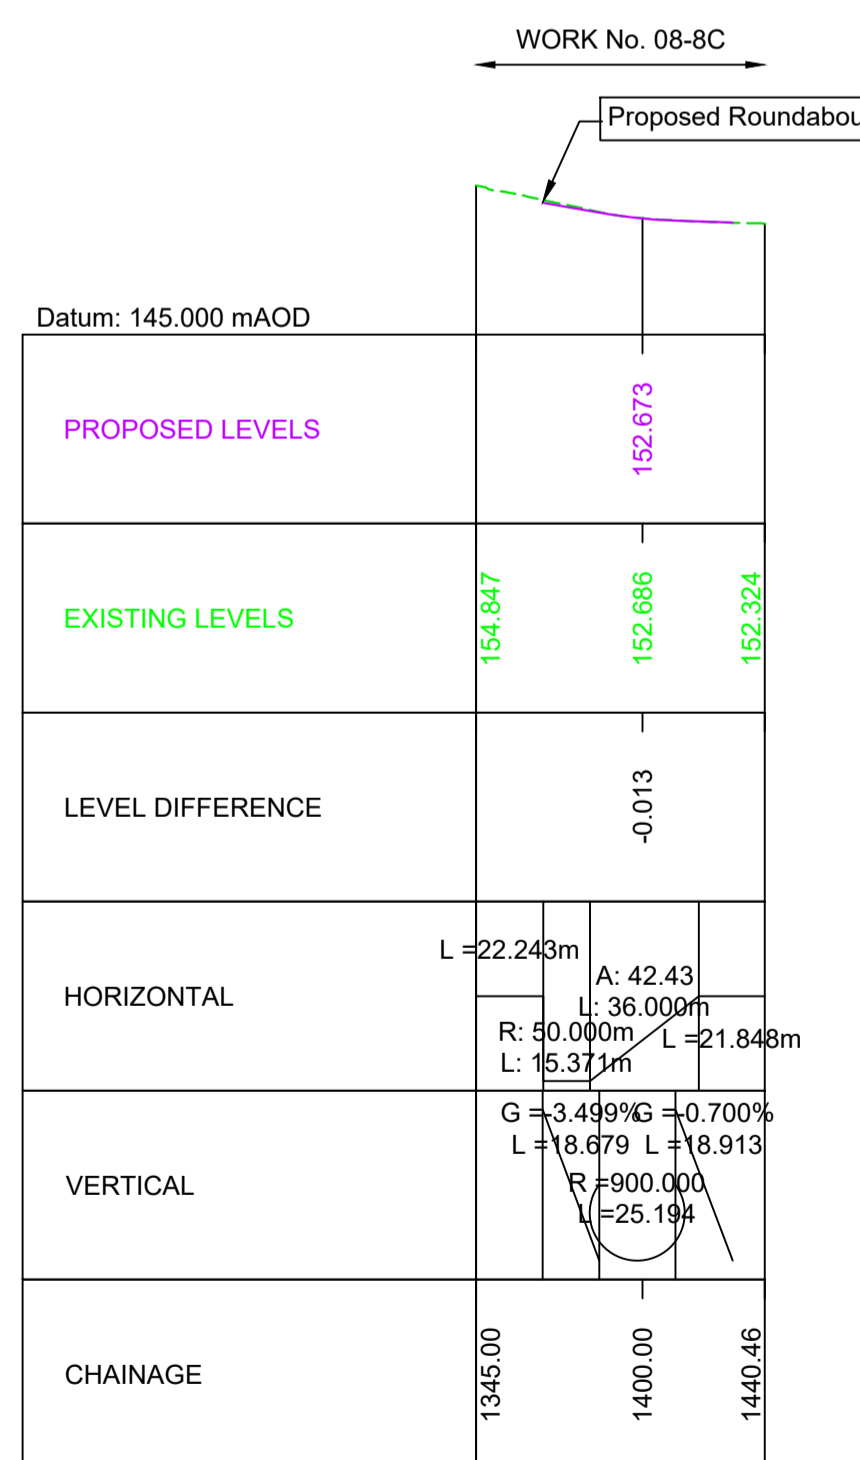 WORK No. 08-8C
Proposed Roundabou
Datum: 145.000 mAOD
PROPOSED LEVELS
152.673
EXISTING LEVELS
154.847
152.686
152.324
LEVEL DIFFERENCE
-0.013
HORIZONTAL
L =22.243m
R: 50.000m
L: 15.371m
A: 42.43
L: 36.000m
L =21.848m
VERTICAL
G =-3.499%
L =18.679
R =900.000
L =25.194
G =-0.700%
L =18.913
CHAINAGE
1345.00
1400.00
1440.46